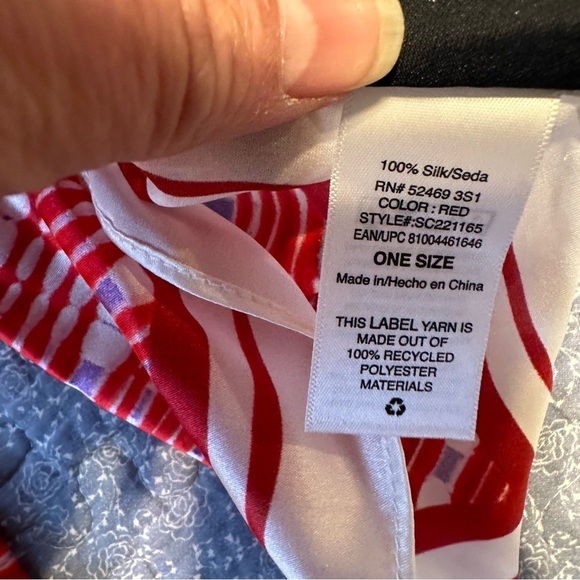 100% Silk/Seda
RN# 52469 3S1
COLOR : RED
STYLE#:SC221165
EAN/UPC 81004461646
ONE SIZE
Made in/Hecho en China
THIS LABEL YARN IS
MADE OUT OF
100% RECYCLED
POLYESTER
MATERIALS